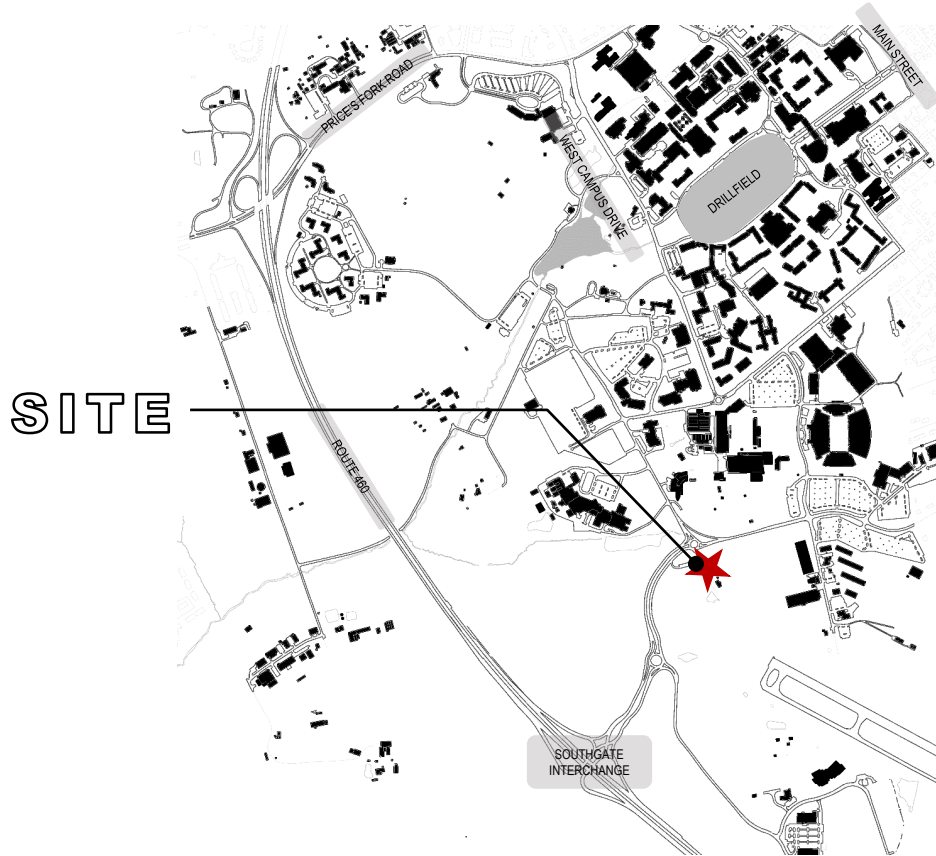 MAIN STREET
PRICE'S FORK ROAD
WEST CAMPUS DRIVE
DRILLFIELD
SITE
ROUTE 460
SOUTHGATE
INTERCHANGE